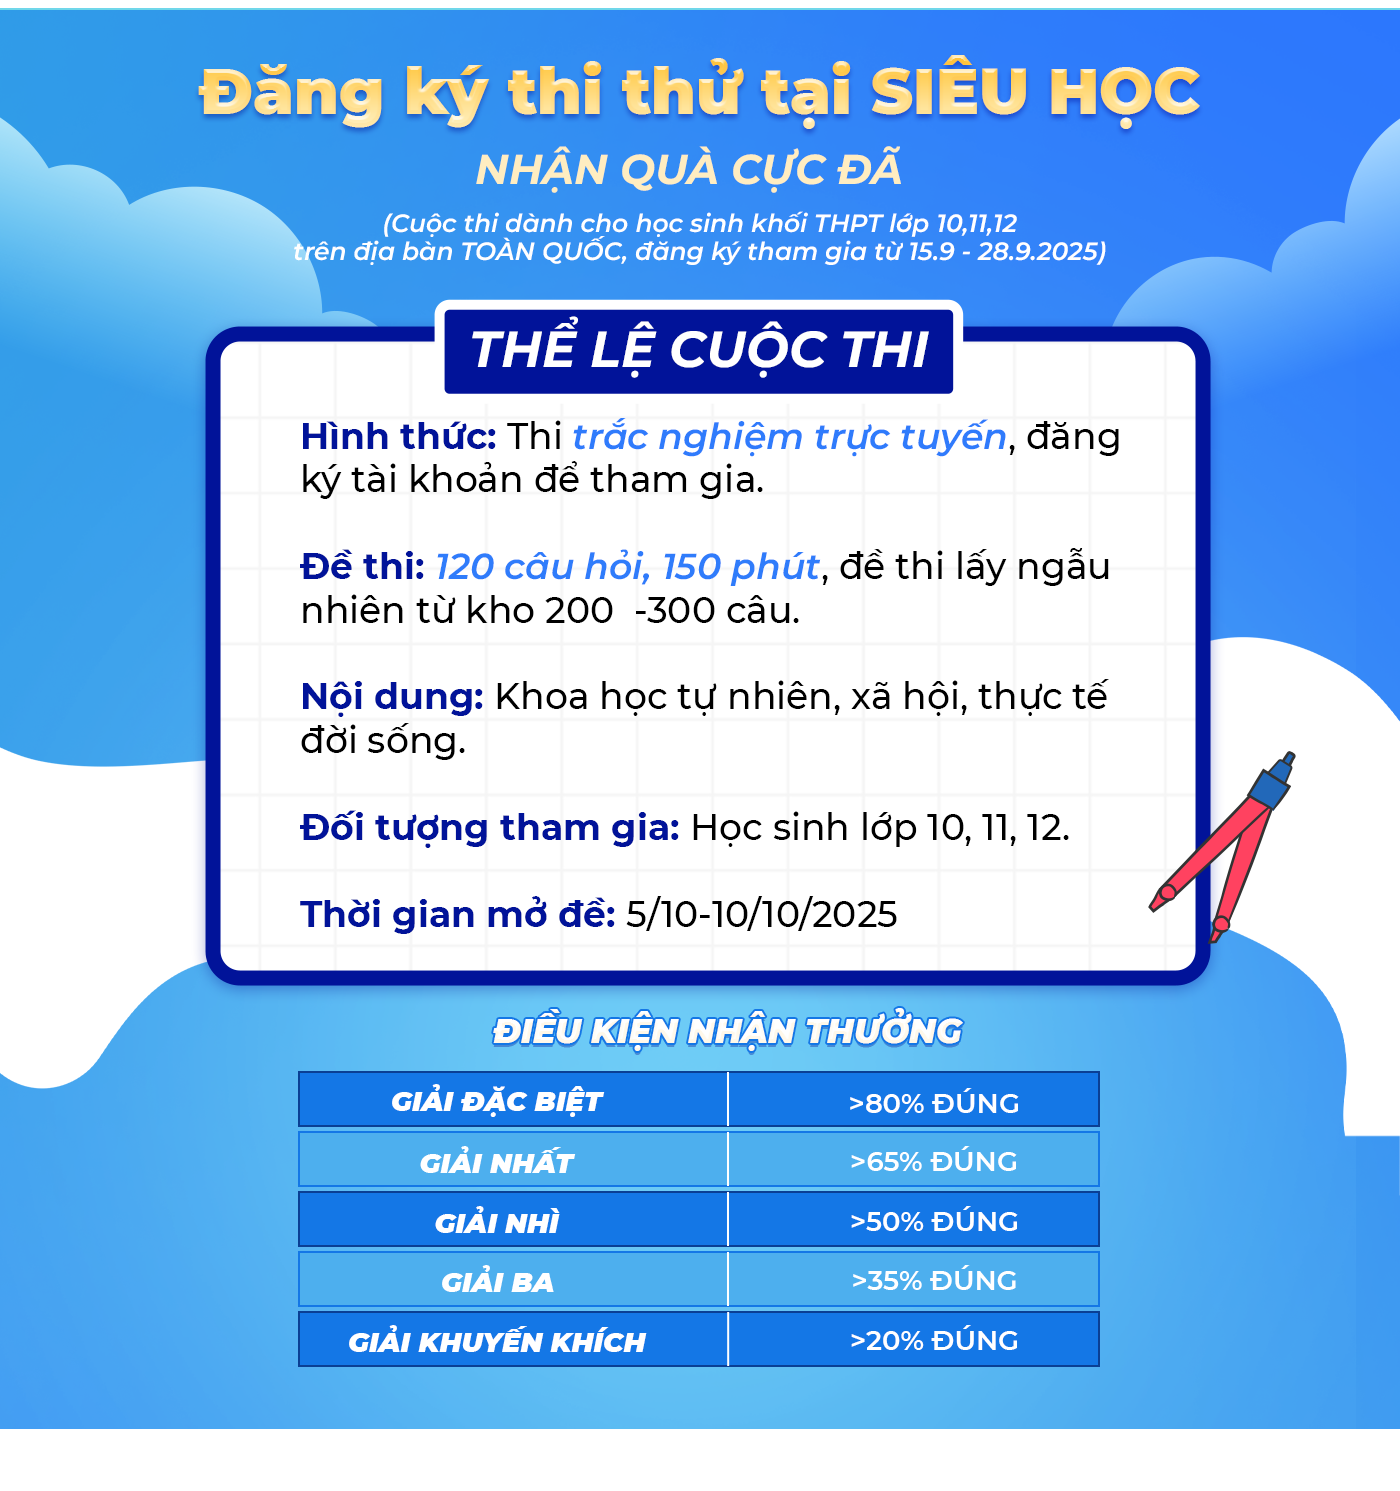 Đăng ký thi thử tại SIÊU HỌC
NHẬN QUÀ CỰC ĐÃ
(Cuộc thi dành cho học sinh khối THPT lớp 10,11,12
trên địa bàn TOÀN QUỐC, đăng ký tham gia từ 15.9 - 28.9.2025)
THỂ LỆ CUỘC THI
Hình thức: Thi trắc nghiệm trực tuyến, đăng
ký tài khoản để tham gia.
Đề thi: 120 câu hỏi, 150 phút, đề thi lấy ngẫu
nhiên từ kho 200  -300 câu.
Nội dung: Khoa học tự nhiên, xã hội, thực tế
đời sống.
Đối tượng tham gia: Học sinh lớp 10, 11, 12.
Thời gian mở đề: 5/10-10/10/2025
ĐIỀU KIỆN NHẬN THƯỞNG
GIẢI ĐẶC BIỆT >80% ĐÚNG
GIẢI NHẤT >65% ĐÚNG
GIẢI NHÌ >50% ĐÚNG
GIẢI BA >35% ĐÚNG
GIẢI KHUYẾN KHÍCH >20% ĐÚNG